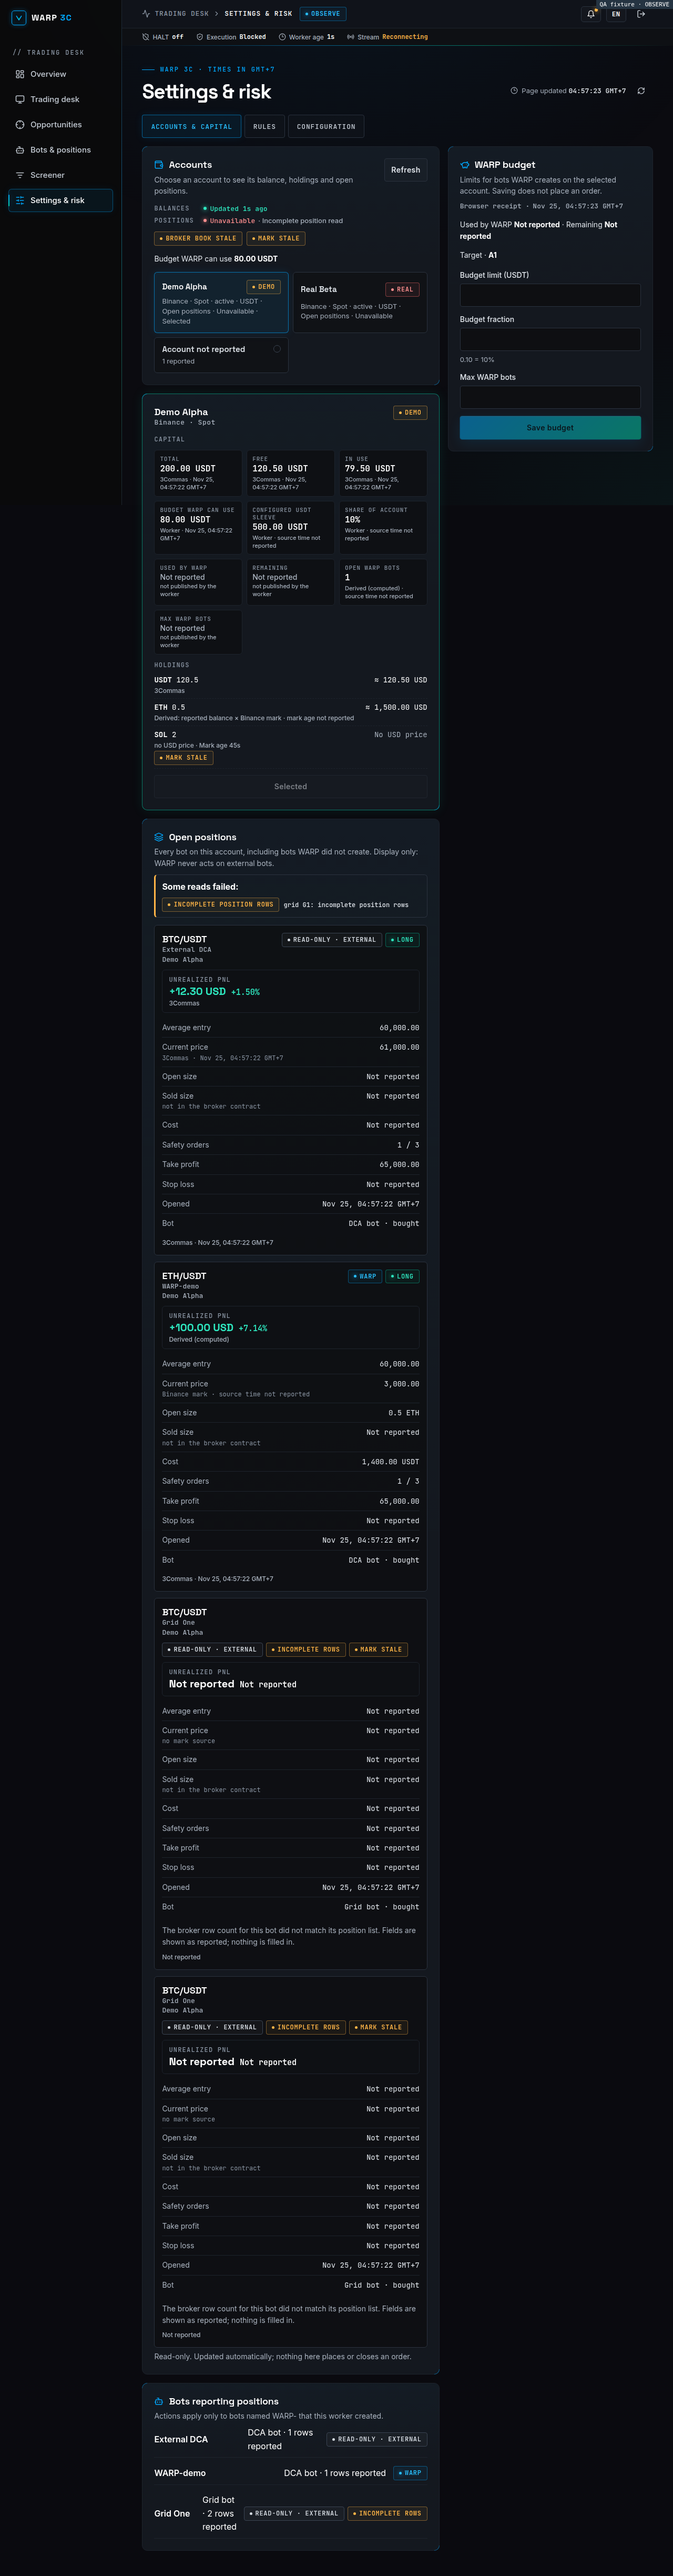 WARP 3C
// TRADING DESK
Overview
Trading desk
Opportunities
Bots & positions
Screener
Settings & risk
TRADING DESK › SETTINGS & RISK OBSERVE
QA fixture · OBSERVE
EN
HALT off Execution Blocked Worker age 1s Stream Reconnecting
WARP 3C · TIMES IN GMT+7
Settings & risk
Page updated 04:57:23 GMT+7
ACCOUNTS & CAPITAL RULES CONFIGURATION
Accounts
Refresh
Choose an account to see its balance, holdings and open
positions.
BALANCES Updated 1s ago
POSITIONS Unavailable · Incomplete position read
BROKER BOOK STALE MARK STALE
Budget WARP can use 80.00 USDT
Demo Alpha DEMO
Binance · Spot · active · USDT ·
Open positions · Unavailable ·
Selected
Real Beta REAL
Binance · Spot · active · USDT ·
Open positions · Unavailable
Account not reported
1 reported
WARP budget
Limits for bots WARP creates on the selected
account. Saving does not place an order.
Browser receipt · Nov 25, 04:57:23 GMT+7
Used by WARP Not reported · Remaining Not
reported
Target · A1
Budget limit (USDT)
Budget fraction
0.10 = 10%
Max WARP bots
Save budget
Demo Alpha DEMO
Binance · Spot
CAPITAL
TOTAL
200.00 USDT
3Commas · Nov 25,
04:57:22 GMT+7
FREE
120.50 USDT
3Commas · Nov 25,
04:57:22 GMT+7
IN USE
79.50 USDT
3Commas · Nov 25,
04:57:22 GMT+7
BUDGET WARP CAN USE
80.00 USDT
Worker · Nov 25, 04:57:22
GMT+7
CONFIGURED USDT
SLEEVE
500.00 USDT
Worker · source time not
reported
SHARE OF ACCOUNT
10%
Worker · source time not
reported
USED BY WARP
Not reported
not published by the
worker
REMAINING
Not reported
not published by the
worker
OPEN WARP BOTS
1
Derived (computed) ·
source time not reported
MAX WARP BOTS
Not reported
not published by the
worker
HOLDINGS
USDT 120.5 ≈ 120.50 USD
3Commas
ETH 0.5 ≈ 1,500.00 USD
Derived: reported balance × Binance mark · mark age not reported
SOL 2 No USD price
no USD price · Mark age 45s
MARK STALE
Selected
Open positions
Every bot on this account, including bots WARP did not create. Display only:
WARP never acts on external bots.
Some reads failed:
INCOMPLETE POSITION ROWS grid G1: incomplete position rows
BTC/USDT READ-ONLY · EXTERNAL LONG
External DCA
Demo Alpha
UNREALIZED PNL
+12.30 USD +1.50%
3Commas
Average entry 60,000.00
Current price 61,000.00
3Commas · Nov 25, 04:57:22 GMT+7
Open size Not reported
Sold size Not reported
not in the broker contract
Cost Not reported
Safety orders 1 / 3
Take profit 65,000.00
Stop loss Not reported
Opened Nov 25, 04:57:22 GMT+7
Bot DCA bot · bought
3Commas · Nov 25, 04:57:22 GMT+7
ETH/USDT WARP LONG
WARP-demo
Demo Alpha
UNREALIZED PNL
+100.00 USD +7.14%
Derived (computed)
Average entry 60,000.00
Current price 3,000.00
Binance mark · source time not reported
Open size 0.5 ETH
Sold size Not reported
not in the broker contract
Cost 1,400.00 USDT
Safety orders 1 / 3
Take profit 65,000.00
Stop loss Not reported
Opened Nov 25, 04:57:22 GMT+7
Bot DCA bot · bought
3Commas · Nov 25, 04:57:22 GMT+7
BTC/USDT
Grid One
Demo Alpha
READ-ONLY · EXTERNAL INCOMPLETE ROWS MARK STALE
UNREALIZED PNL
Not reported Not reported
Average entry Not reported
Current price Not reported
no mark source
Open size Not reported
Sold size Not reported
not in the broker contract
Cost Not reported
Safety orders Not reported
Take profit Not reported
Stop loss Not reported
Opened Nov 25, 04:57:22 GMT+7
Bot Grid bot · bought
The broker row count for this bot did not match its position list. Fields are
shown as reported; nothing is filled in.
Not reported
BTC/USDT
Grid One
Demo Alpha
READ-ONLY · EXTERNAL INCOMPLETE ROWS MARK STALE
UNREALIZED PNL
Not reported Not reported
Average entry Not reported
Current price Not reported
no mark source
Open size Not reported
Sold size Not reported
not in the broker contract
Cost Not reported
Safety orders Not reported
Take profit Not reported
Stop loss Not reported
Opened Nov 25, 04:57:22 GMT+7
Bot Grid bot · bought
The broker row count for this bot did not match its position list. Fields are
shown as reported; nothing is filled in.
Not reported
Read-only. Updated automatically; nothing here places or closes an order.
Bots reporting positions
Actions apply only to bots named WARP- that this worker created.
External DCA DCA bot · 1 rows
reported READ-ONLY · EXTERNAL
WARP-demo DCA bot · 1 rows reported WARP
Grid One Grid bot
· 2 rows
reported READ-ONLY · EXTERNAL INCOMPLETE ROWS